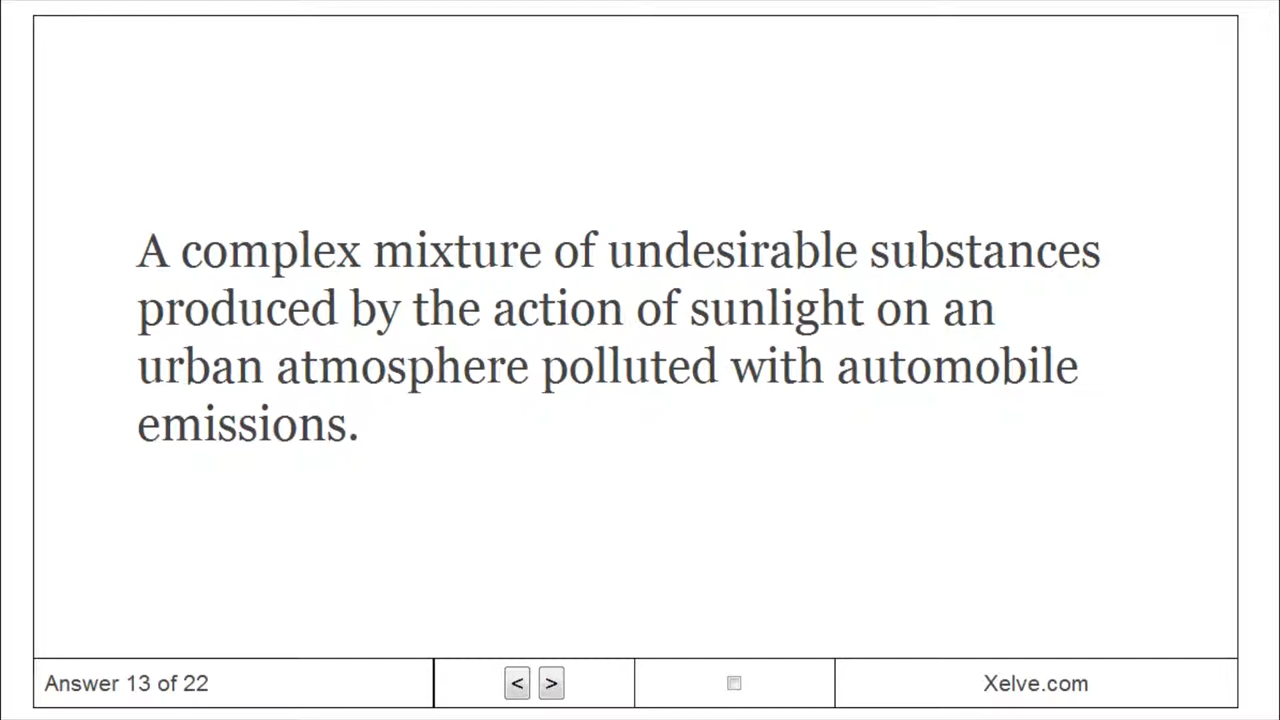 A complex mixture of undesirable substances
produced by the action of sunlight on an
urban atmosphere polluted with automobile
emissions.
Answer 13 of 22
< >
Xelve.com